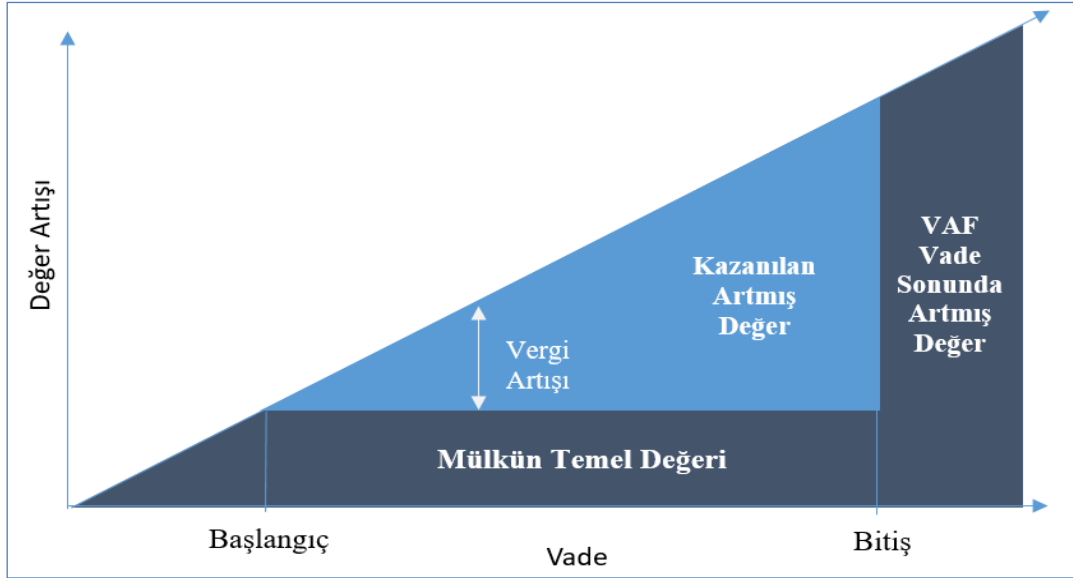 Değer Artışı
VAF
Vade
Sonunda
Artmış
Değer
Kazanılan
Artmış
Değer
Vergi
Artışı
Mülkün Temel Değeri
Başlangıç
Vade
Bitiş